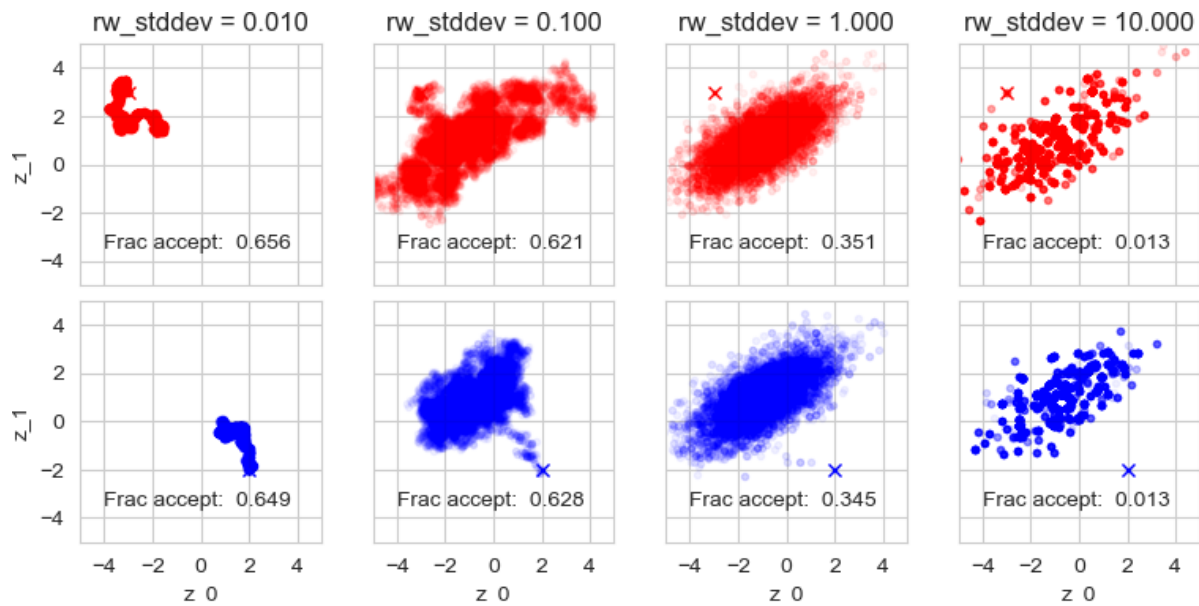 rw_stddev = 0.010 rw_stddev = 0.100 rw_stddev = 1.000 rw_stddev = 10.000
4
2
0
−2
−4
z_1
Frac accept: 0.656 Frac accept: 0.621 Frac accept: 0.351 Frac accept: 0.013
4
2
0
−2
−4
z_1
Frac accept: 0.649 Frac accept: 0.628 Frac accept: 0.345 Frac accept: 0.013
−4 −2 0 2 4 −4 −2 0 2 4 −4 −2 0 2 4 −4 −2 0 2 4
z_0 z_0 z_0 z_0